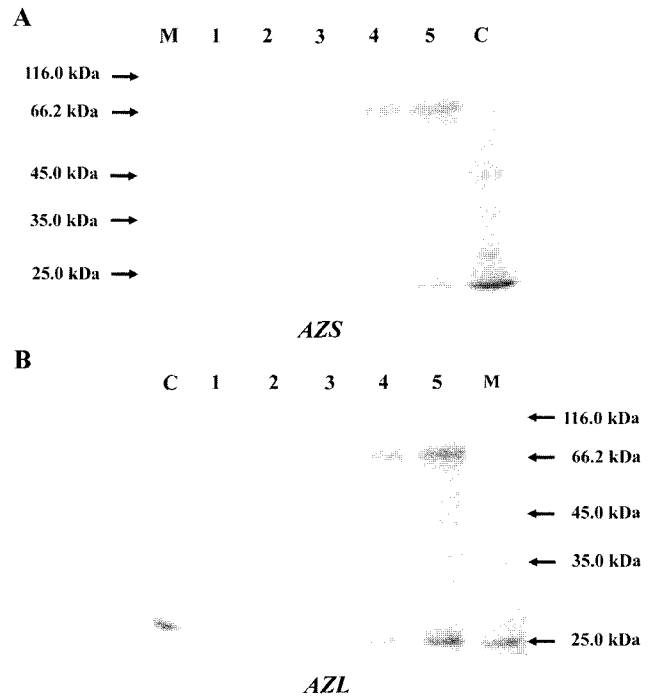 A
M 1 2 3 4 5 C
116.0 kDa
66.2 kDa
45.0 kDa
35.0 kDa
25.0 kDa
AZS
B
C 1 2 3 4 5 M
116.0 kDa
66.2 kDa
45.0 kDa
35.0 kDa
25.0 kDa
AZL